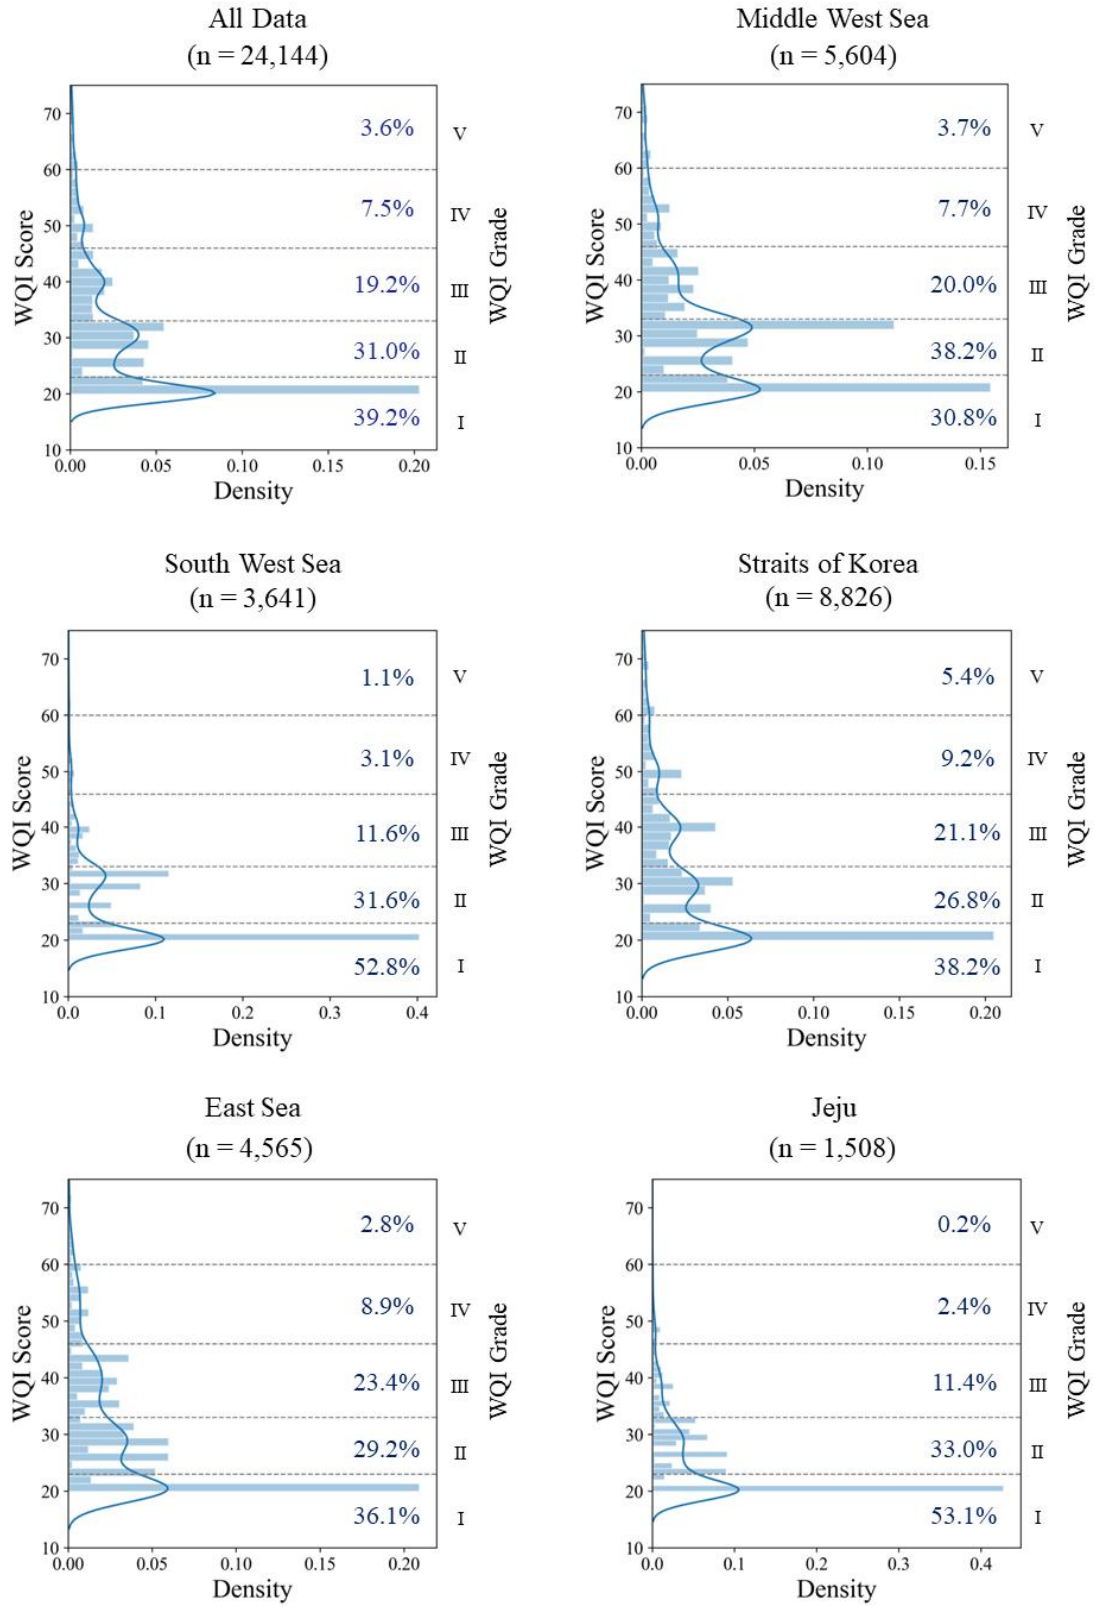 All Data
(n = 24,144)
WQI Score
70
60
50
40
30
20
10
0.00 0.05 0.10 0.15 0.20
Density
3.6%
7.5%
19.2%
31.0%
39.2%
V
IV
III
II
I
WQI Grade
Middle West Sea
(n = 5,604)
WQI Score
70
60
50
40
30
20
10
0.00 0.05 0.10 0.15
Density
3.7%
7.7%
20.0%
38.2%
30.8%
V
IV
III
II
I
WQI Grade
South West Sea
(n = 3,641)
WQI Score
70
60
50
40
30
20
10
0.0 0.1 0.2 0.3 0.4
Density
1.1%
3.1%
11.6%
31.6%
52.8%
V
IV
III
II
I
WQI Grade
Straits of Korea
(n = 8,826)
WQI Score
70
60
50
40
30
20
10
0.00 0.05 0.10 0.15 0.20
Density
5.4%
9.2%
21.1%
26.8%
38.2%
V
IV
III
II
I
WQI Grade
East Sea
(n = 4,565)
WQI Score
70
60
50
40
30
20
10
0.00 0.05 0.10 0.15 0.20
Density
2.8%
8.9%
23.4%
29.2%
36.1%
V
IV
III
II
I
WQI Grade
Jeju
(n = 1,508)
WQI Score
70
60
50
40
30
20
10
0.0 0.1 0.2 0.3 0.4
Density
0.2%
2.4%
11.4%
33.0%
53.1%
V
IV
III
II
I
WQI Grade